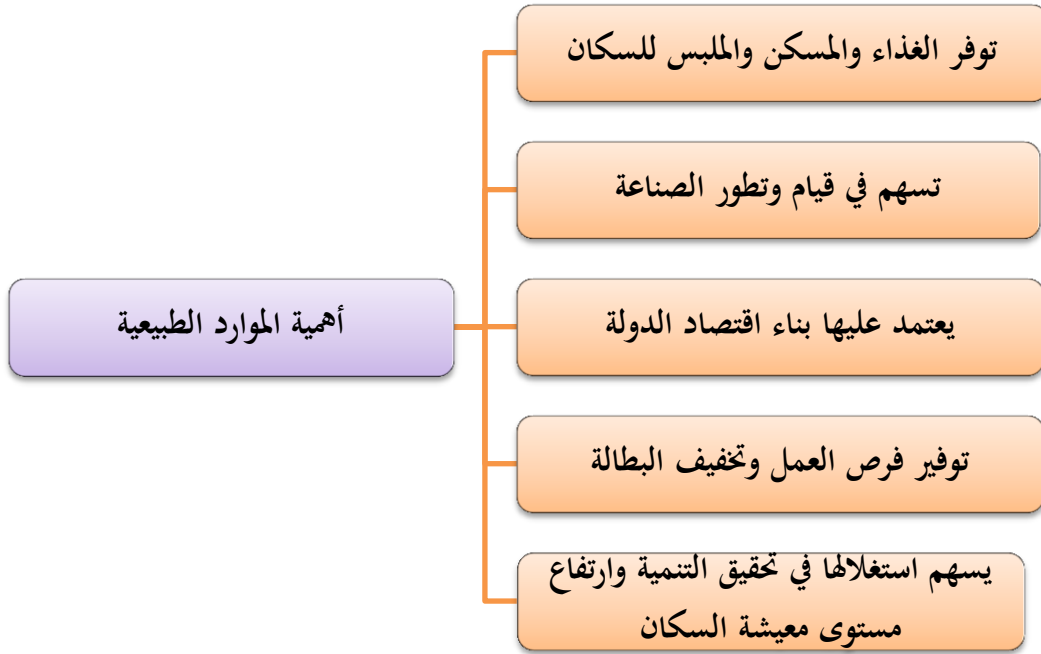 أهمية الموارد الطبيعية
توفر الغذاء والمسكن والملبس للسكان
تسهم في قيام وتطور الصناعة
يعتمد عليها بناء اقتصاد الدولة
توفير فرص العمل وتخفيف البطالة
يسهم استغلالها في تحقيق التنمية وارتفاع
مستوى معيشة السكان